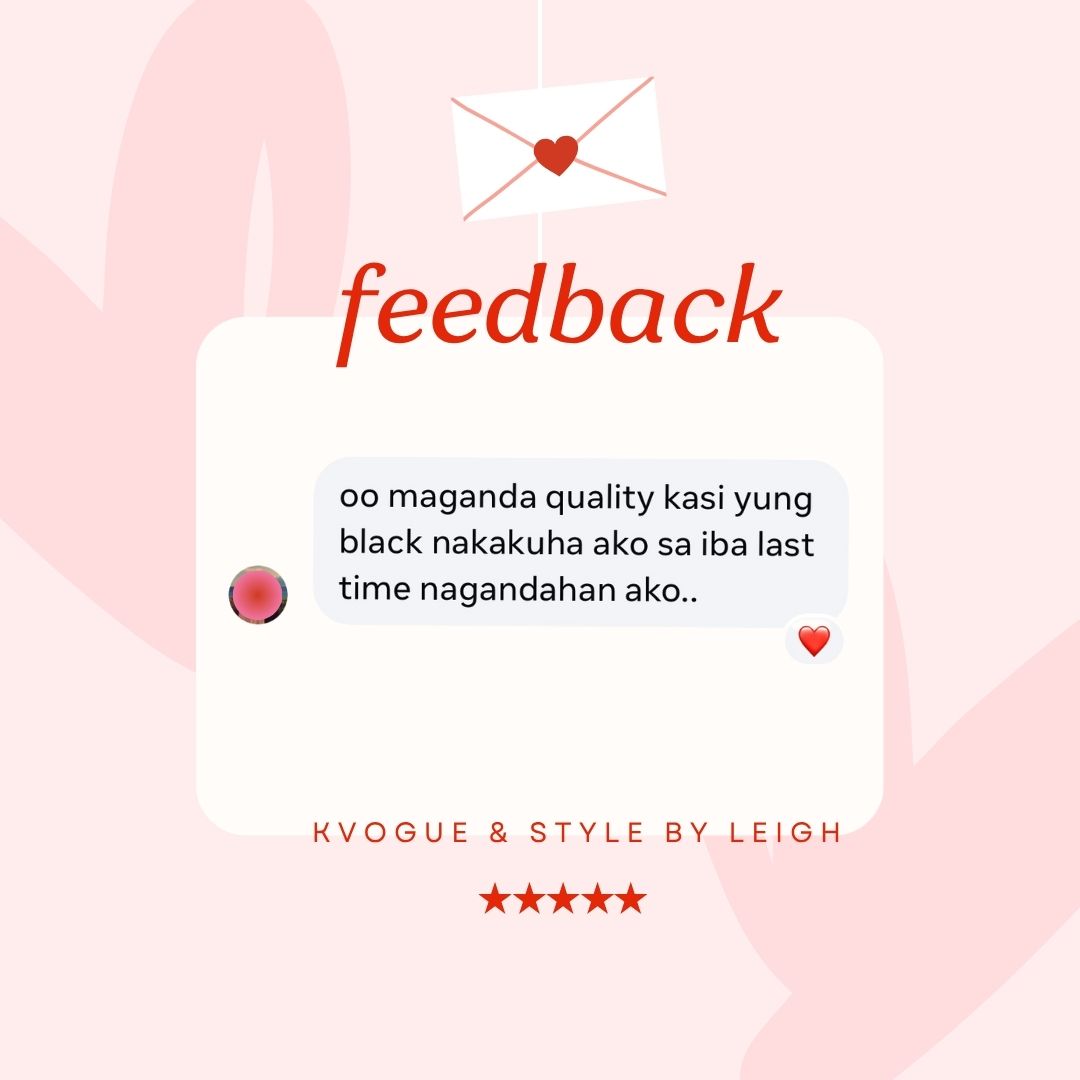 feedback
oo maganda quality kasi yung
black nakakuha ako sa iba last
time nagandahan ako..
KVOGUE & STYLE BY LEIGH